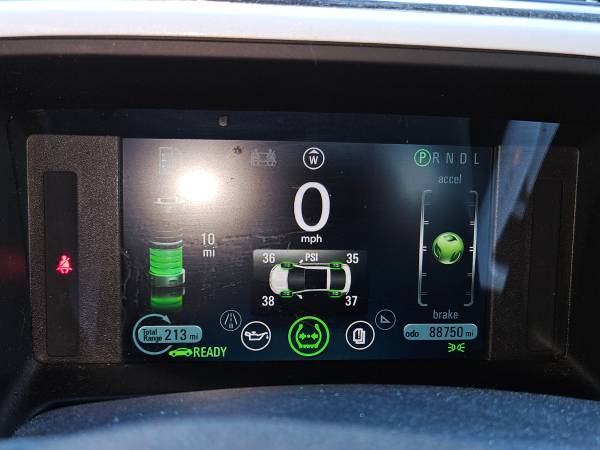 W
P R N D L
accel
0
mph
10
mi
36 PSI 35
38 37
brake
Total
Range 213 mi
odo 88750 mi
READY